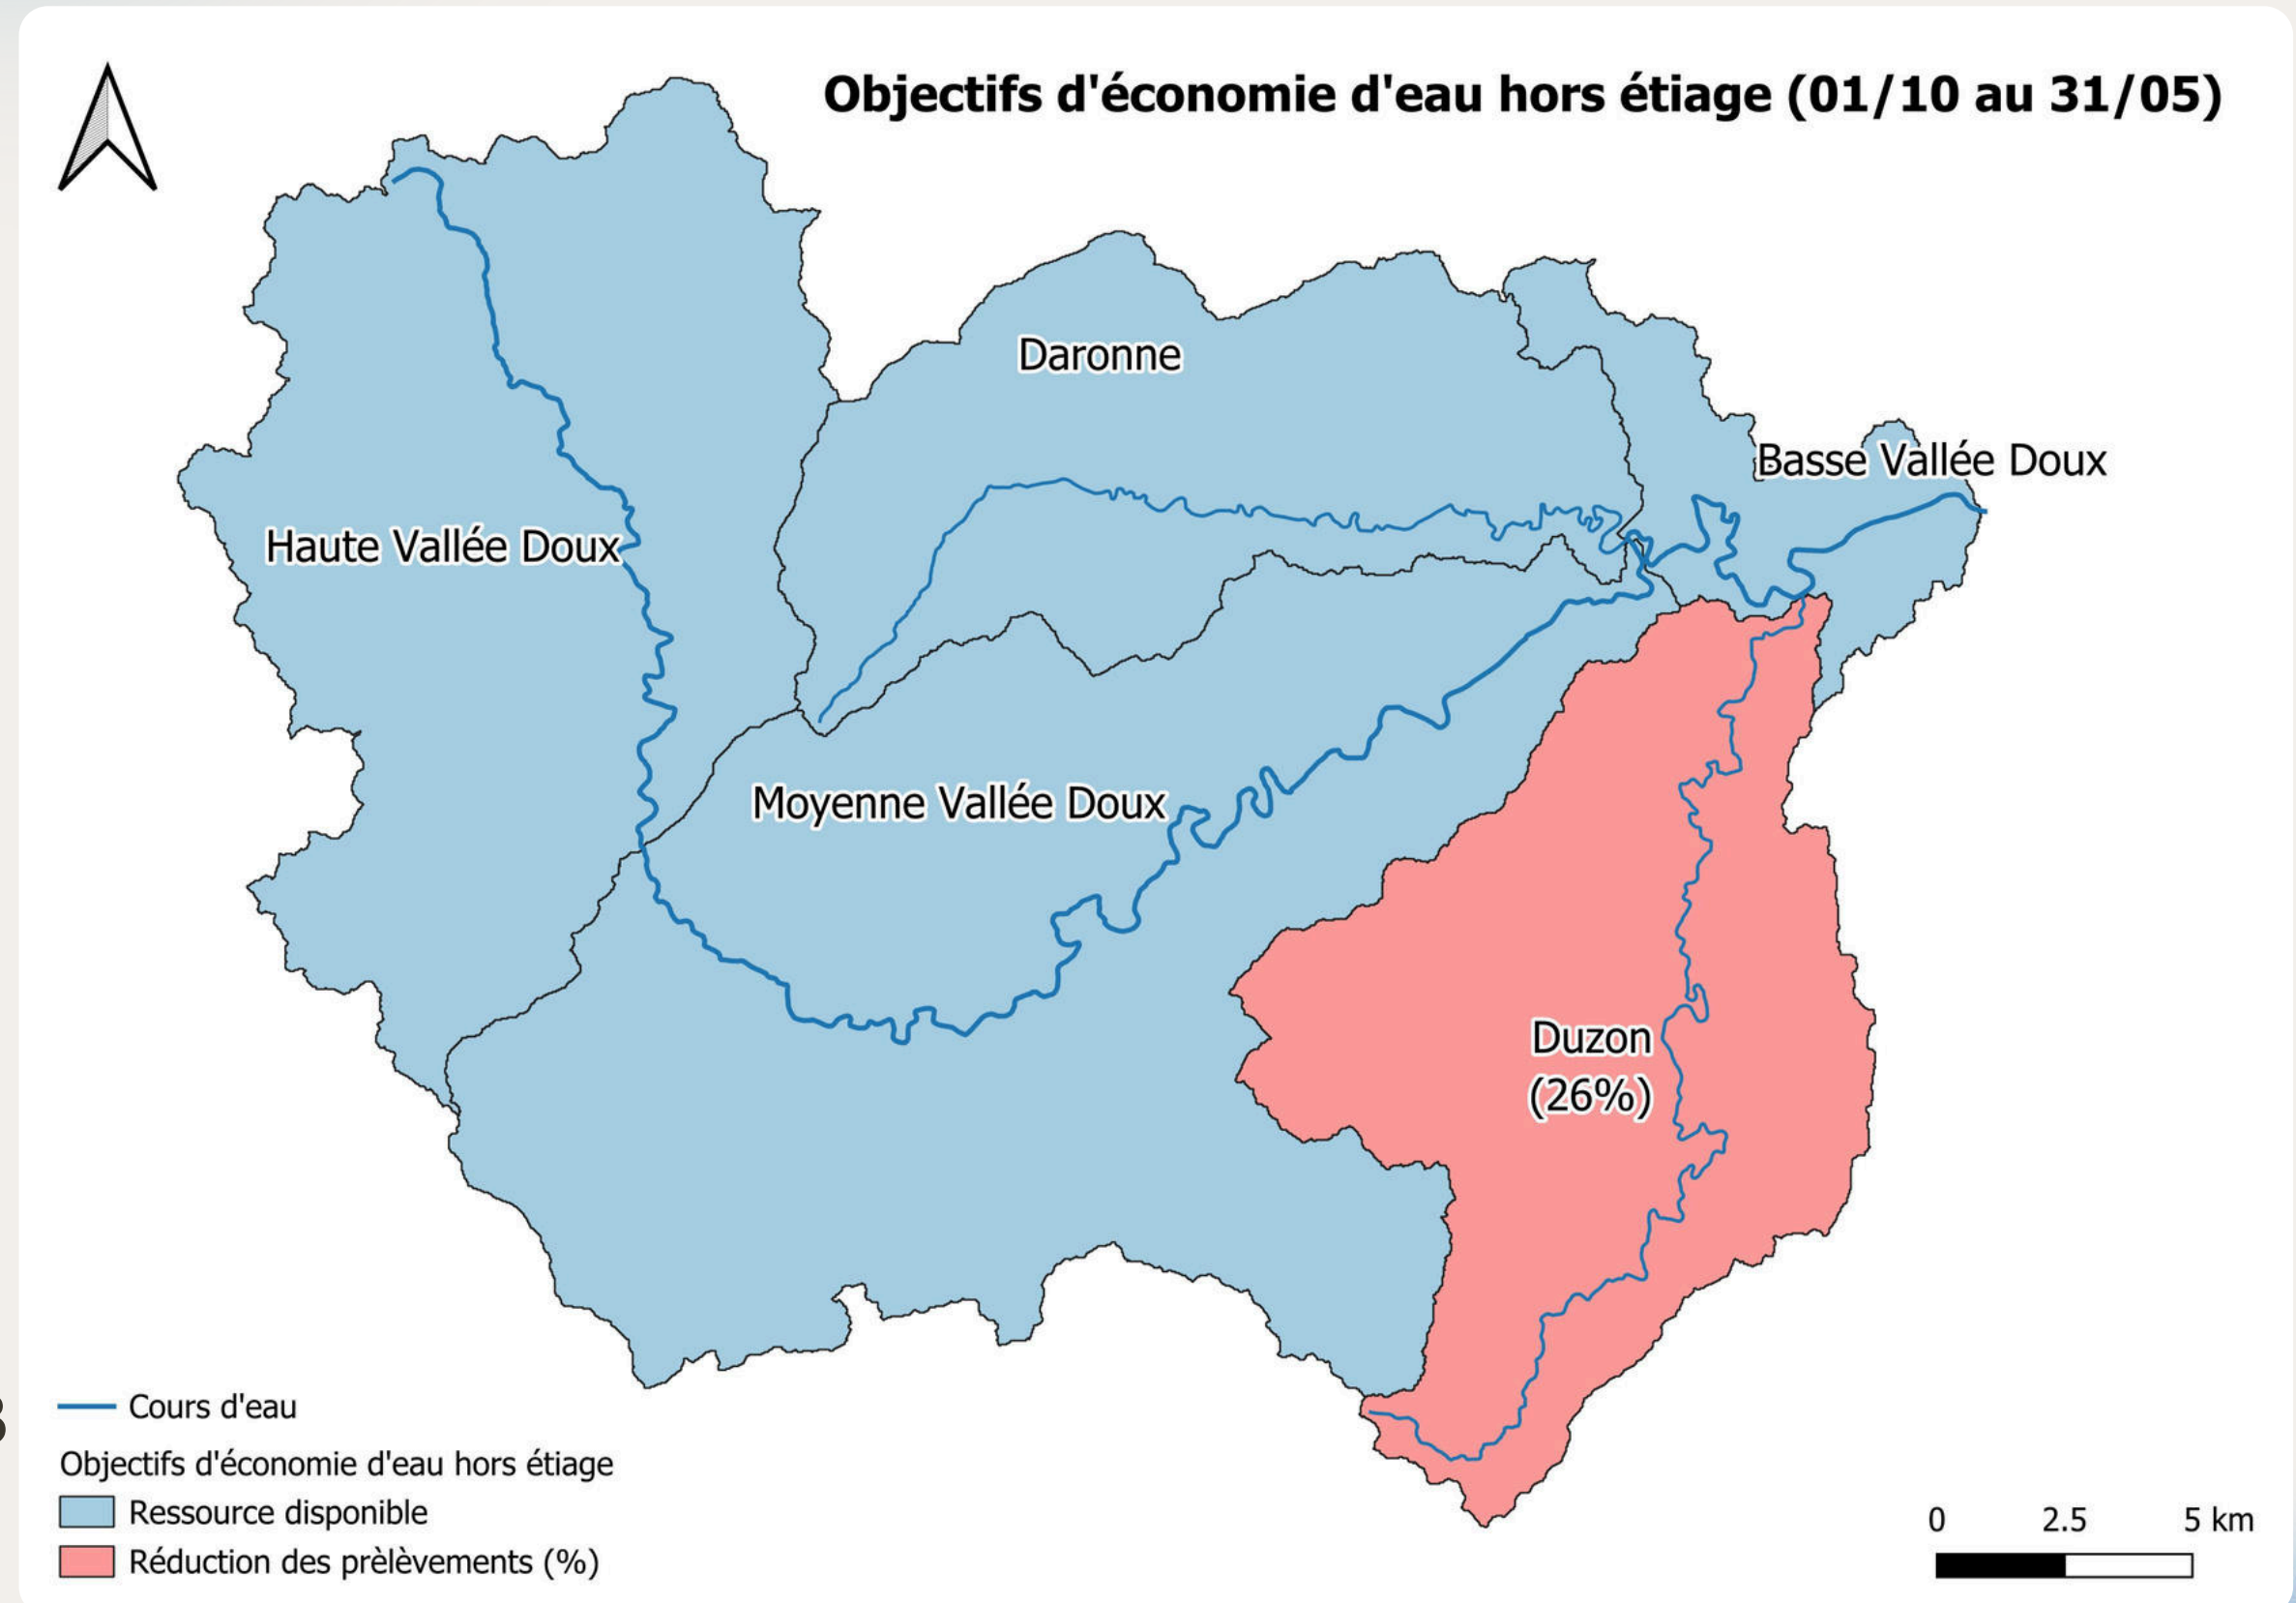 Objectifs d'économie d'eau hors étiage (01/10 au 31/05)
Daronne
Basse Vallée Doux
Haute Vallée Doux
Moyenne Vallée Doux
Duzon
(26%)
Cours d'eau
Objectifs d'économie d'eau hors étiage
Ressource disponible
Réduction des prèlèvements (%)
0 2.5 5 km